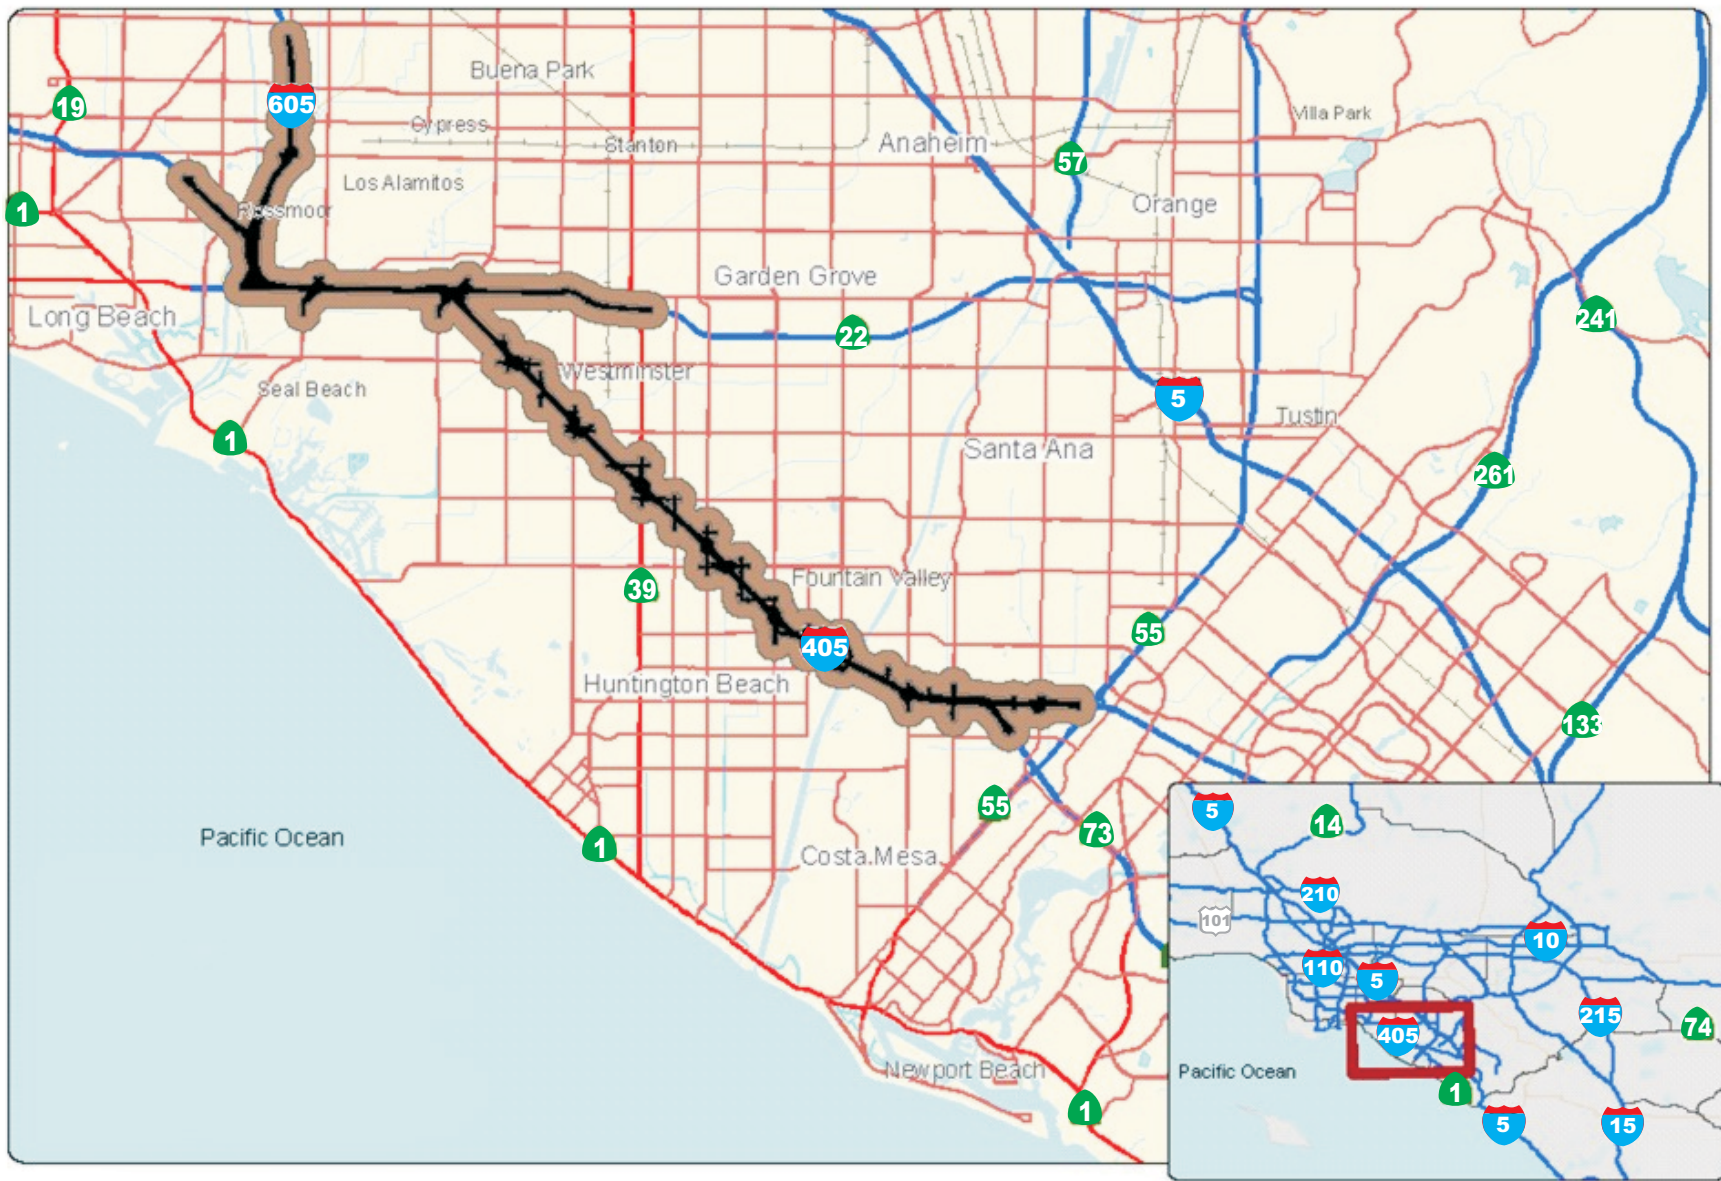 Buena Park
19
605
Villa Park
Cypress
Stanton
Anaheim
57
Los Alamitos
1
Rossmoor
Orange
Garden Grove
Long Beach
241
22
Westminster
Seal Beach
5
Tustin
1
Santa Ana
261
Fountain Valley
39
55
405
Huntington Beach
133
55
73
Pacific Ocean
1
Costa Mesa
Newport Beach
1
5
14
210
101
10
110
5
215
405
74
Pacific Ocean
1
5
15